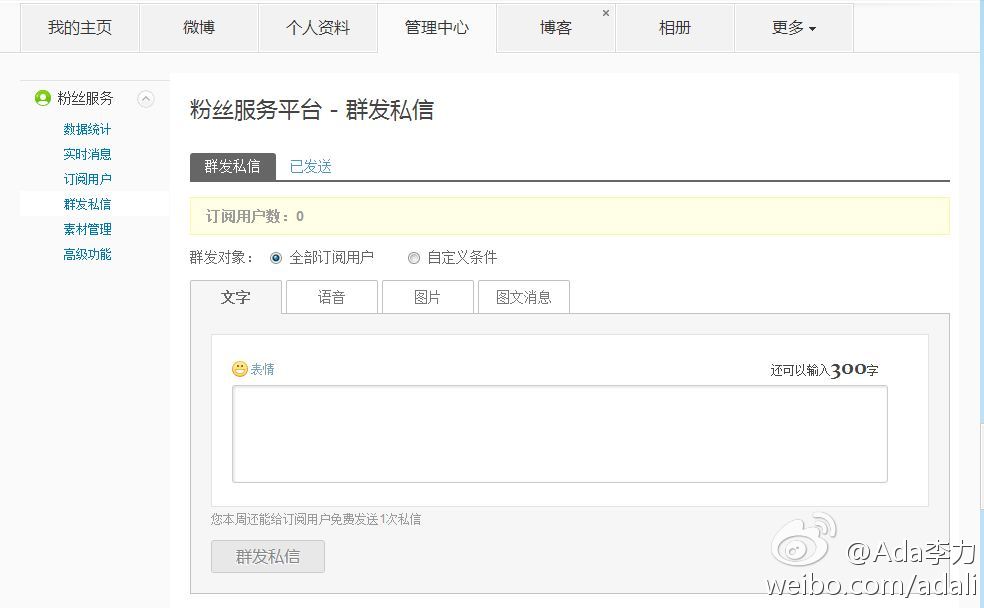 我的主页 微博 个人资料 管理中心 博客 × 相册 更多
粉丝服务
数据统计
实时消息
订阅用户
群发私信
素材管理
高级功能
粉丝服务平台 - 群发私信
群发私信 已发送
订阅用户数：0
群发对象： 全部订阅用户 自定义条件
文字 语音 图片 图文消息
表情 还可以输入300字
您本周还能给订阅用户免费发送1次私信
群发私信
@Ada李力
weibo.com/adali